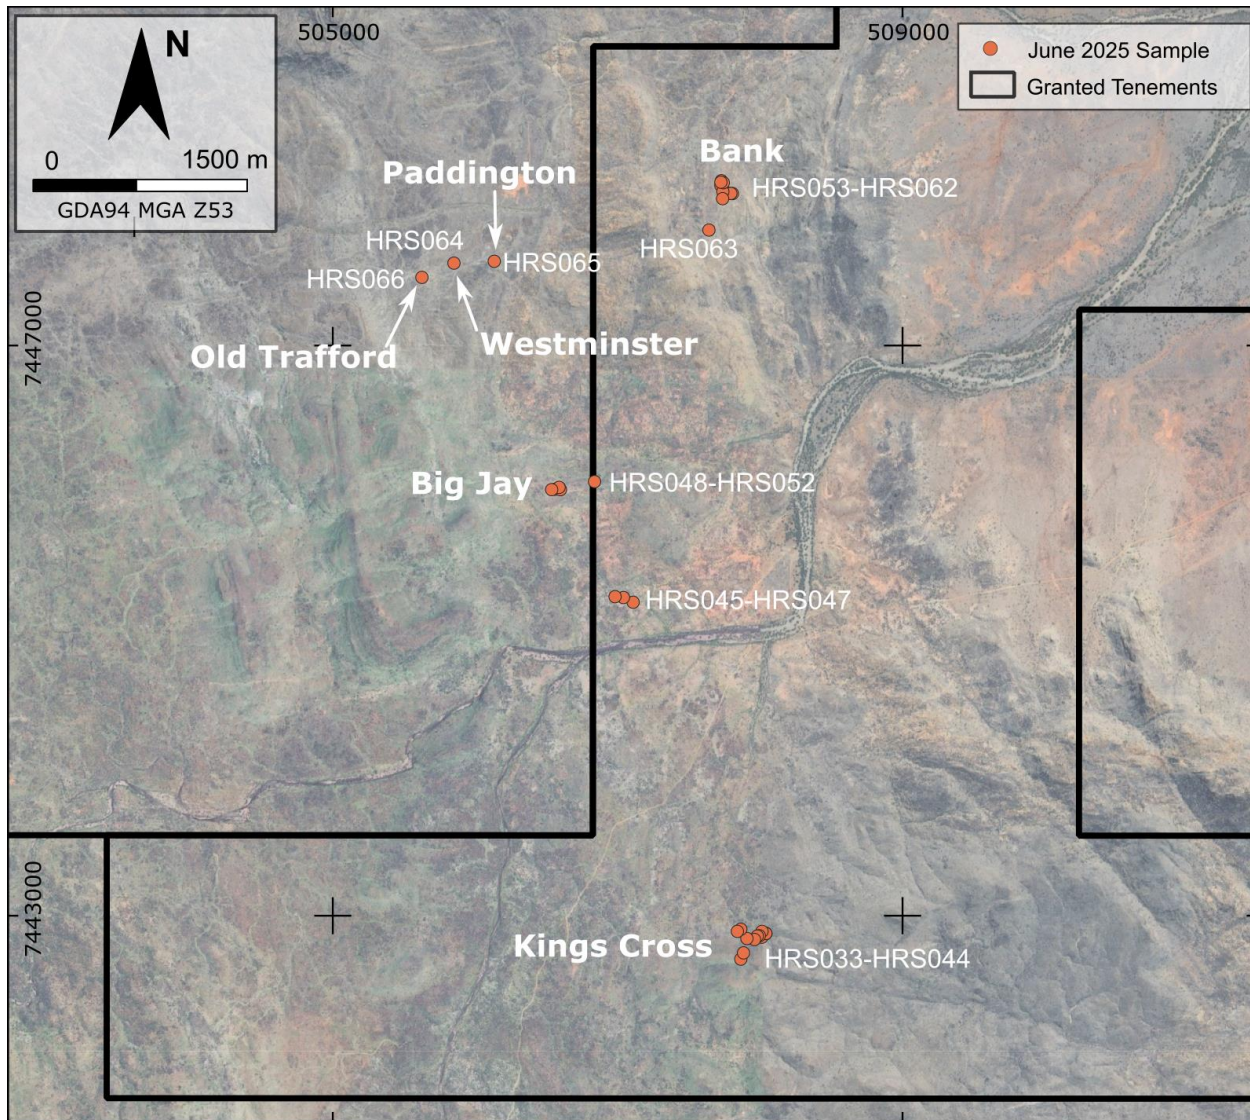 505000
509000
N
0
1500 m
GDA94 MGA Z53
June 2025 Sample
Granted Tenements
Bank
HRS053-HRS062
Paddington
HRS064
HRS063
HRS065
HRS066
Old Trafford
Westminster
7447000
Big Jay
HRS048-HRS052
HRS045-HRS047
7443000
Kings Cross
HRS033-HRS044